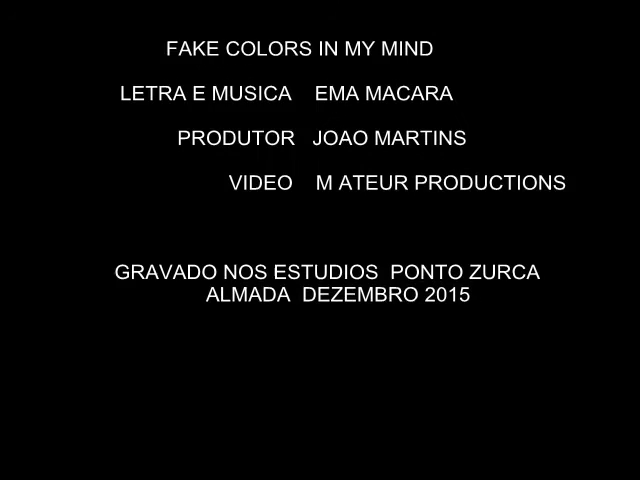 FAKE COLORS IN MY MIND
LETRA E MUSICA EMA MACARA
PRODUTOR JOAO MARTINS
VIDEO M ATEUR PRODUCTIONS
GRAVADO NOS ESTUDIOS PONTO ZURCA
ALMADA DEZEMBRO 2015